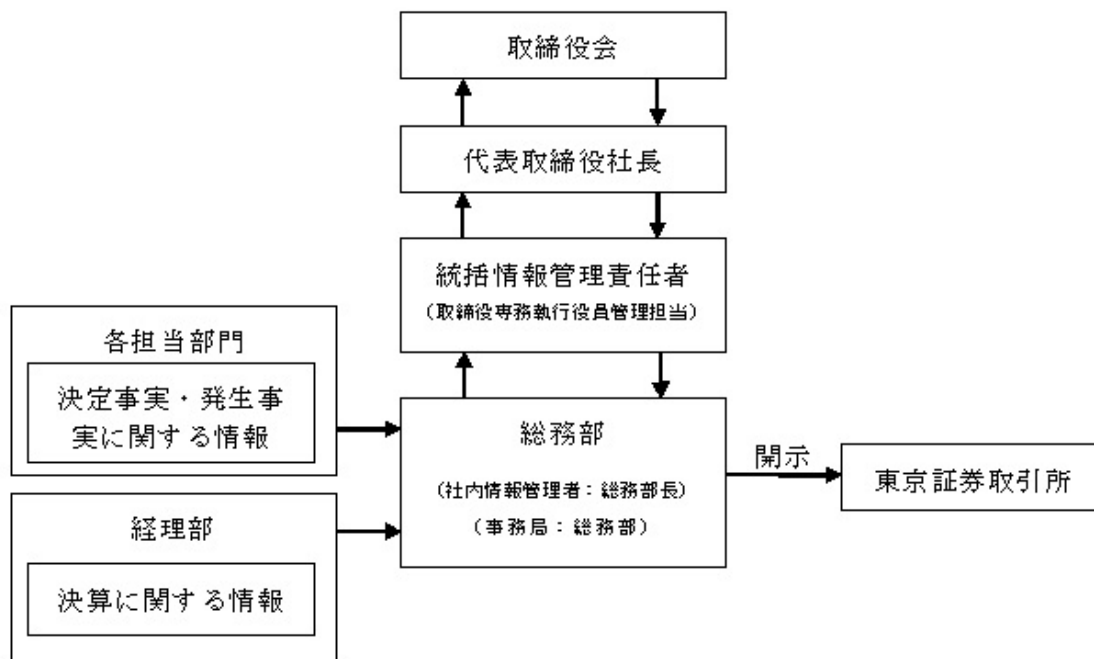 取締役会
代表取締役社長
統括情報管理責任者
(取締役専務執行役員管理担当)
各担当部門
決定事実・発生事
実に関する情報
総務部
(社内情報管理者：総務部長)
(事務局：総務部)
開示
東京証券取引所
経理部
決算に関する情報